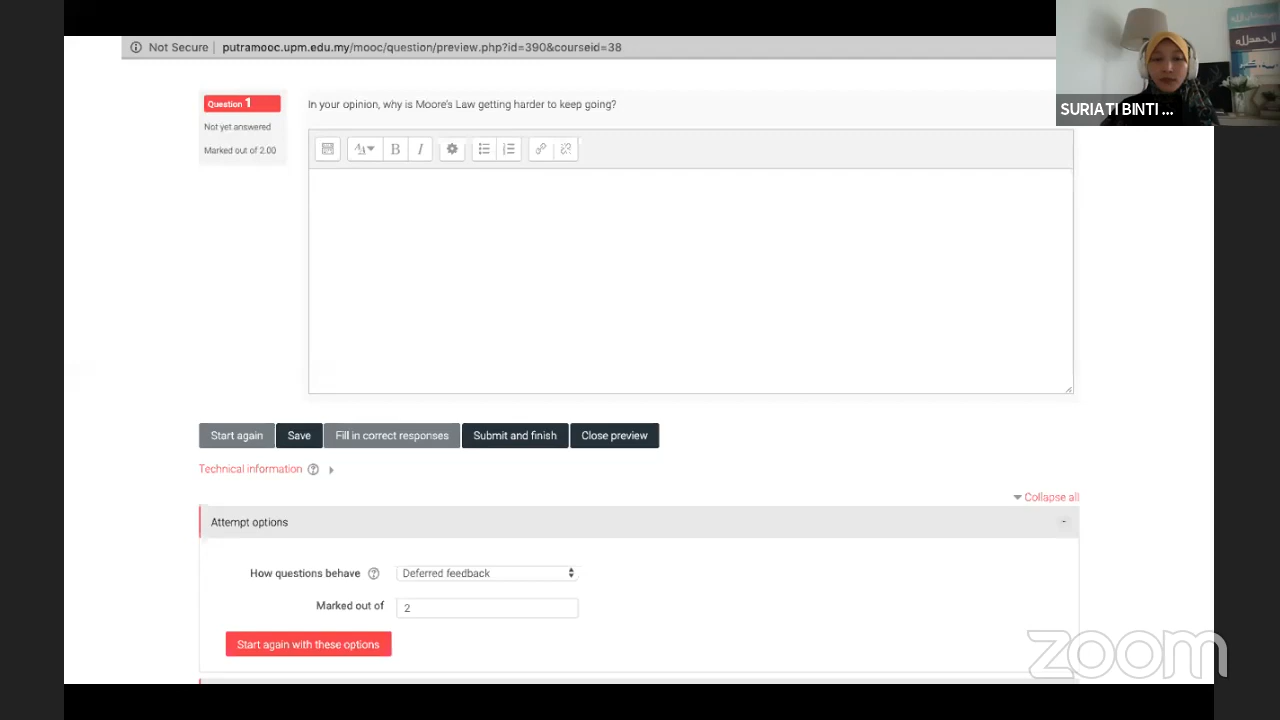 Not Secure | putramooc.upm.edu.my/mooc/question/preview.php?id=390&courseid=38
SURIATI BINTI ...
Question 1
Not yet answered
Marked out of 2.00
In your opinion, why is Moore's Law getting harder to keep going?
B I
Start again Save Fill in correct responses Submit and finish Close preview
Technical information
Collapse all
Attempt options
How questions behave Deferred feedback
Marked out of 2
Start again with these options
zoom